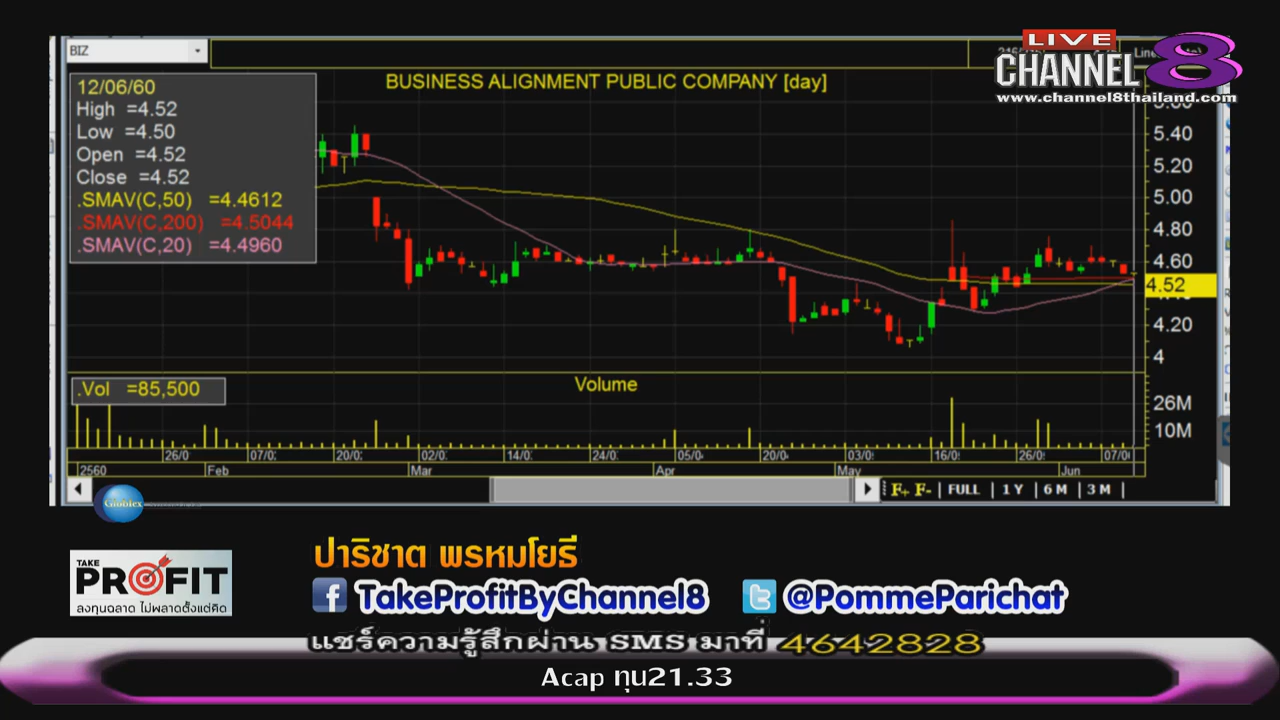 BIZ
LIVE
CHANNEL 8
www.channel8thailand.com
BUSINESS ALIGNMENT PUBLIC COMPANY [day]
12/06/60
High =4.52
Low =4.50
Open =4.52
Close =4.52
.SMAV(C,50) =4.4612
.SMAV(C,200) =4.5044
.SMAV(C,20) =4.4960
5.40
5.20
5.00
4.80
4.60
4.52
4.20
4
.Vol =85,500
Volume
26M
10M
26/0 07/0 20/0 02/0 14/0 24/0 05/0 20/0 03/0 16/0 26/0 07/0
2560 Feb Mar Apr May Jun
F+ F- FULL 1 Y 6 M 3 M
Globlex
TAKE
PROFIT
ลงทุนฉลาด ไม่พลาดตั้งแต่คิด
ปาริชาต พรหมโยธี
TakeProfitByChannel8 @PommeParichat
แชร์ความรู้สึกผ่าน SMS มาที่ 4642828
Acap ทุน21.33